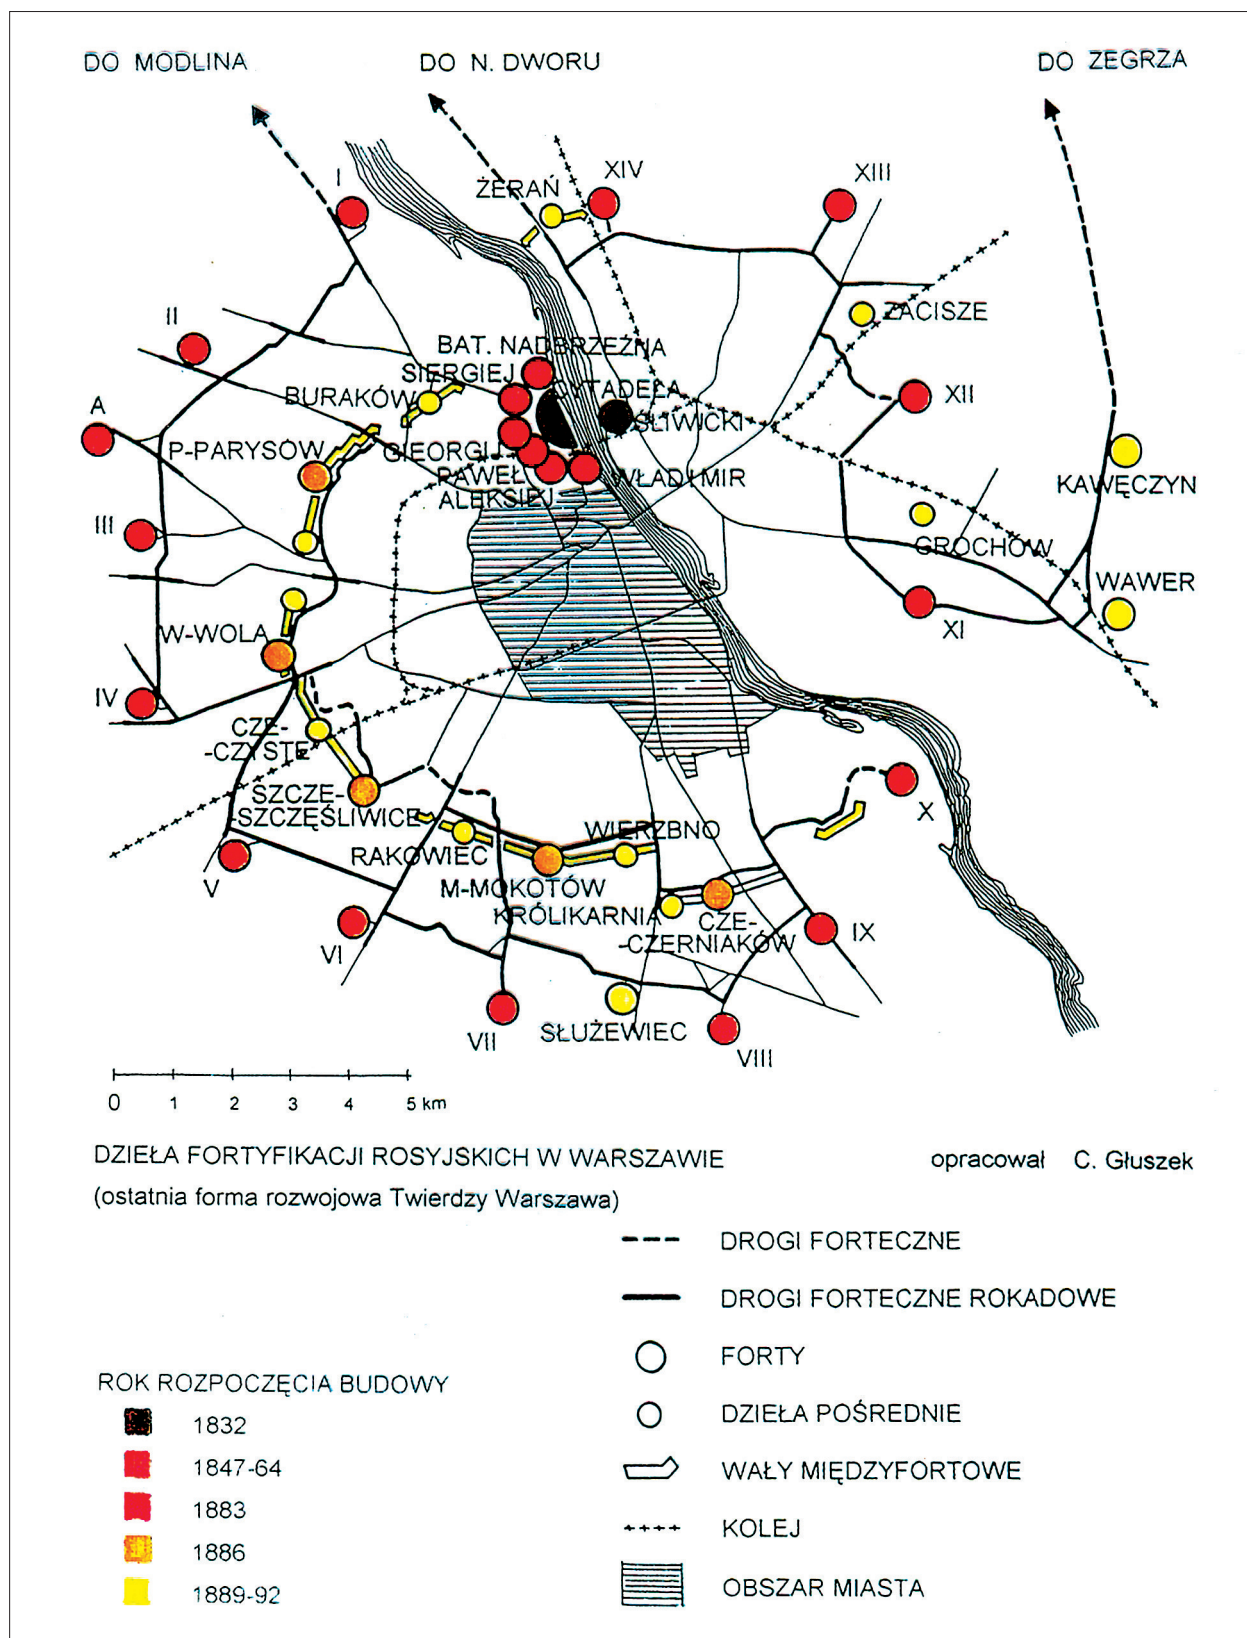 DO MODLINA
DO N. DWORU
DO ZEGRZA
I
ŻERAŃ
XIV
XIII
II
ZACISZE
BAT. NADBRZEŻNA
SIERGIEJ
CYTADELA
BURAKÓW
A
XII
ŚLIWICKI
P-PARYSÓW
GIEORGIJ
PAWEŁ
WŁADIMIR
ALEKSIEJ
KAWĘCZYN
III
GROCHÓW
WAWER
W-WOLA
XI
IV
CZE-
-CZYSTE
SZCZĘ-
-SZCZĘŚLIWICE
X
WIERZBNO
RAKOWIEC
V
M-MOKOTÓW
KRÓLIKARNIA
CZE-
-CZERNIAKÓW
IX
VI
VII
SŁUŻEWIEC
VIII
0 1 2 3 4 5 km
DZIEŁA FORTYFIKACJI ROSYJSKICH W WARSZAWIE
opracował C. Głuszek
(ostatnia forma rozwojowa Twierdzy Warszawa)
DROGI FORTECZNE
DROGI FORTECZNE ROKADOWE
FORTY
DZIEŁA POŚREDNIE
WAŁY MIĘDZYFORTOWE
KOLEJ
OBSZAR MIASTA
ROK ROZPOCZĘCIA BUDOWY
1832
1847-64
1883
1886
1889-92